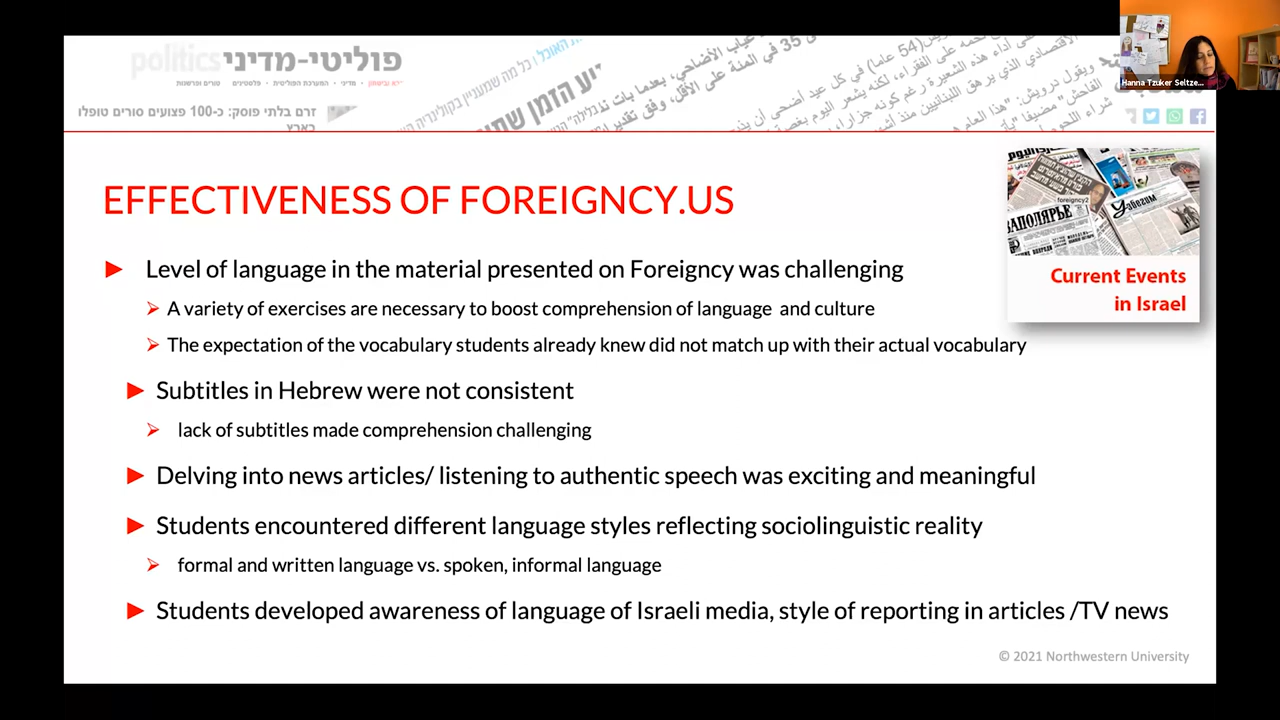 politics פוליטי-מדיני
זרם בלתי פוסק: כ-100 פצועים סורים טופלו
בארץ
Hanna Tzuker Seltze...
EFFECTIVENESS OF FOREIGNCY.US
foreigncy2
ЗАПОЛЯРЬЕ
Current Events
in Israel
► Level of language in the material presented on Foreigncy was challenging
➢ A variety of exercises are necessary to boost comprehension of language and culture
➢ The expectation of the vocabulary students already knew did not match up with their actual vocabulary
► Subtitles in Hebrew were not consistent
➢ lack of subtitles made comprehension challenging
► Delving into news articles/ listening to authentic speech was exciting and meaningful
► Students encountered different language styles reflecting sociolinguistic reality
➢ formal and written language vs. spoken, informal language
► Students developed awareness of language of Israeli media, style of reporting in articles /TV news
© 2021 Northwestern University